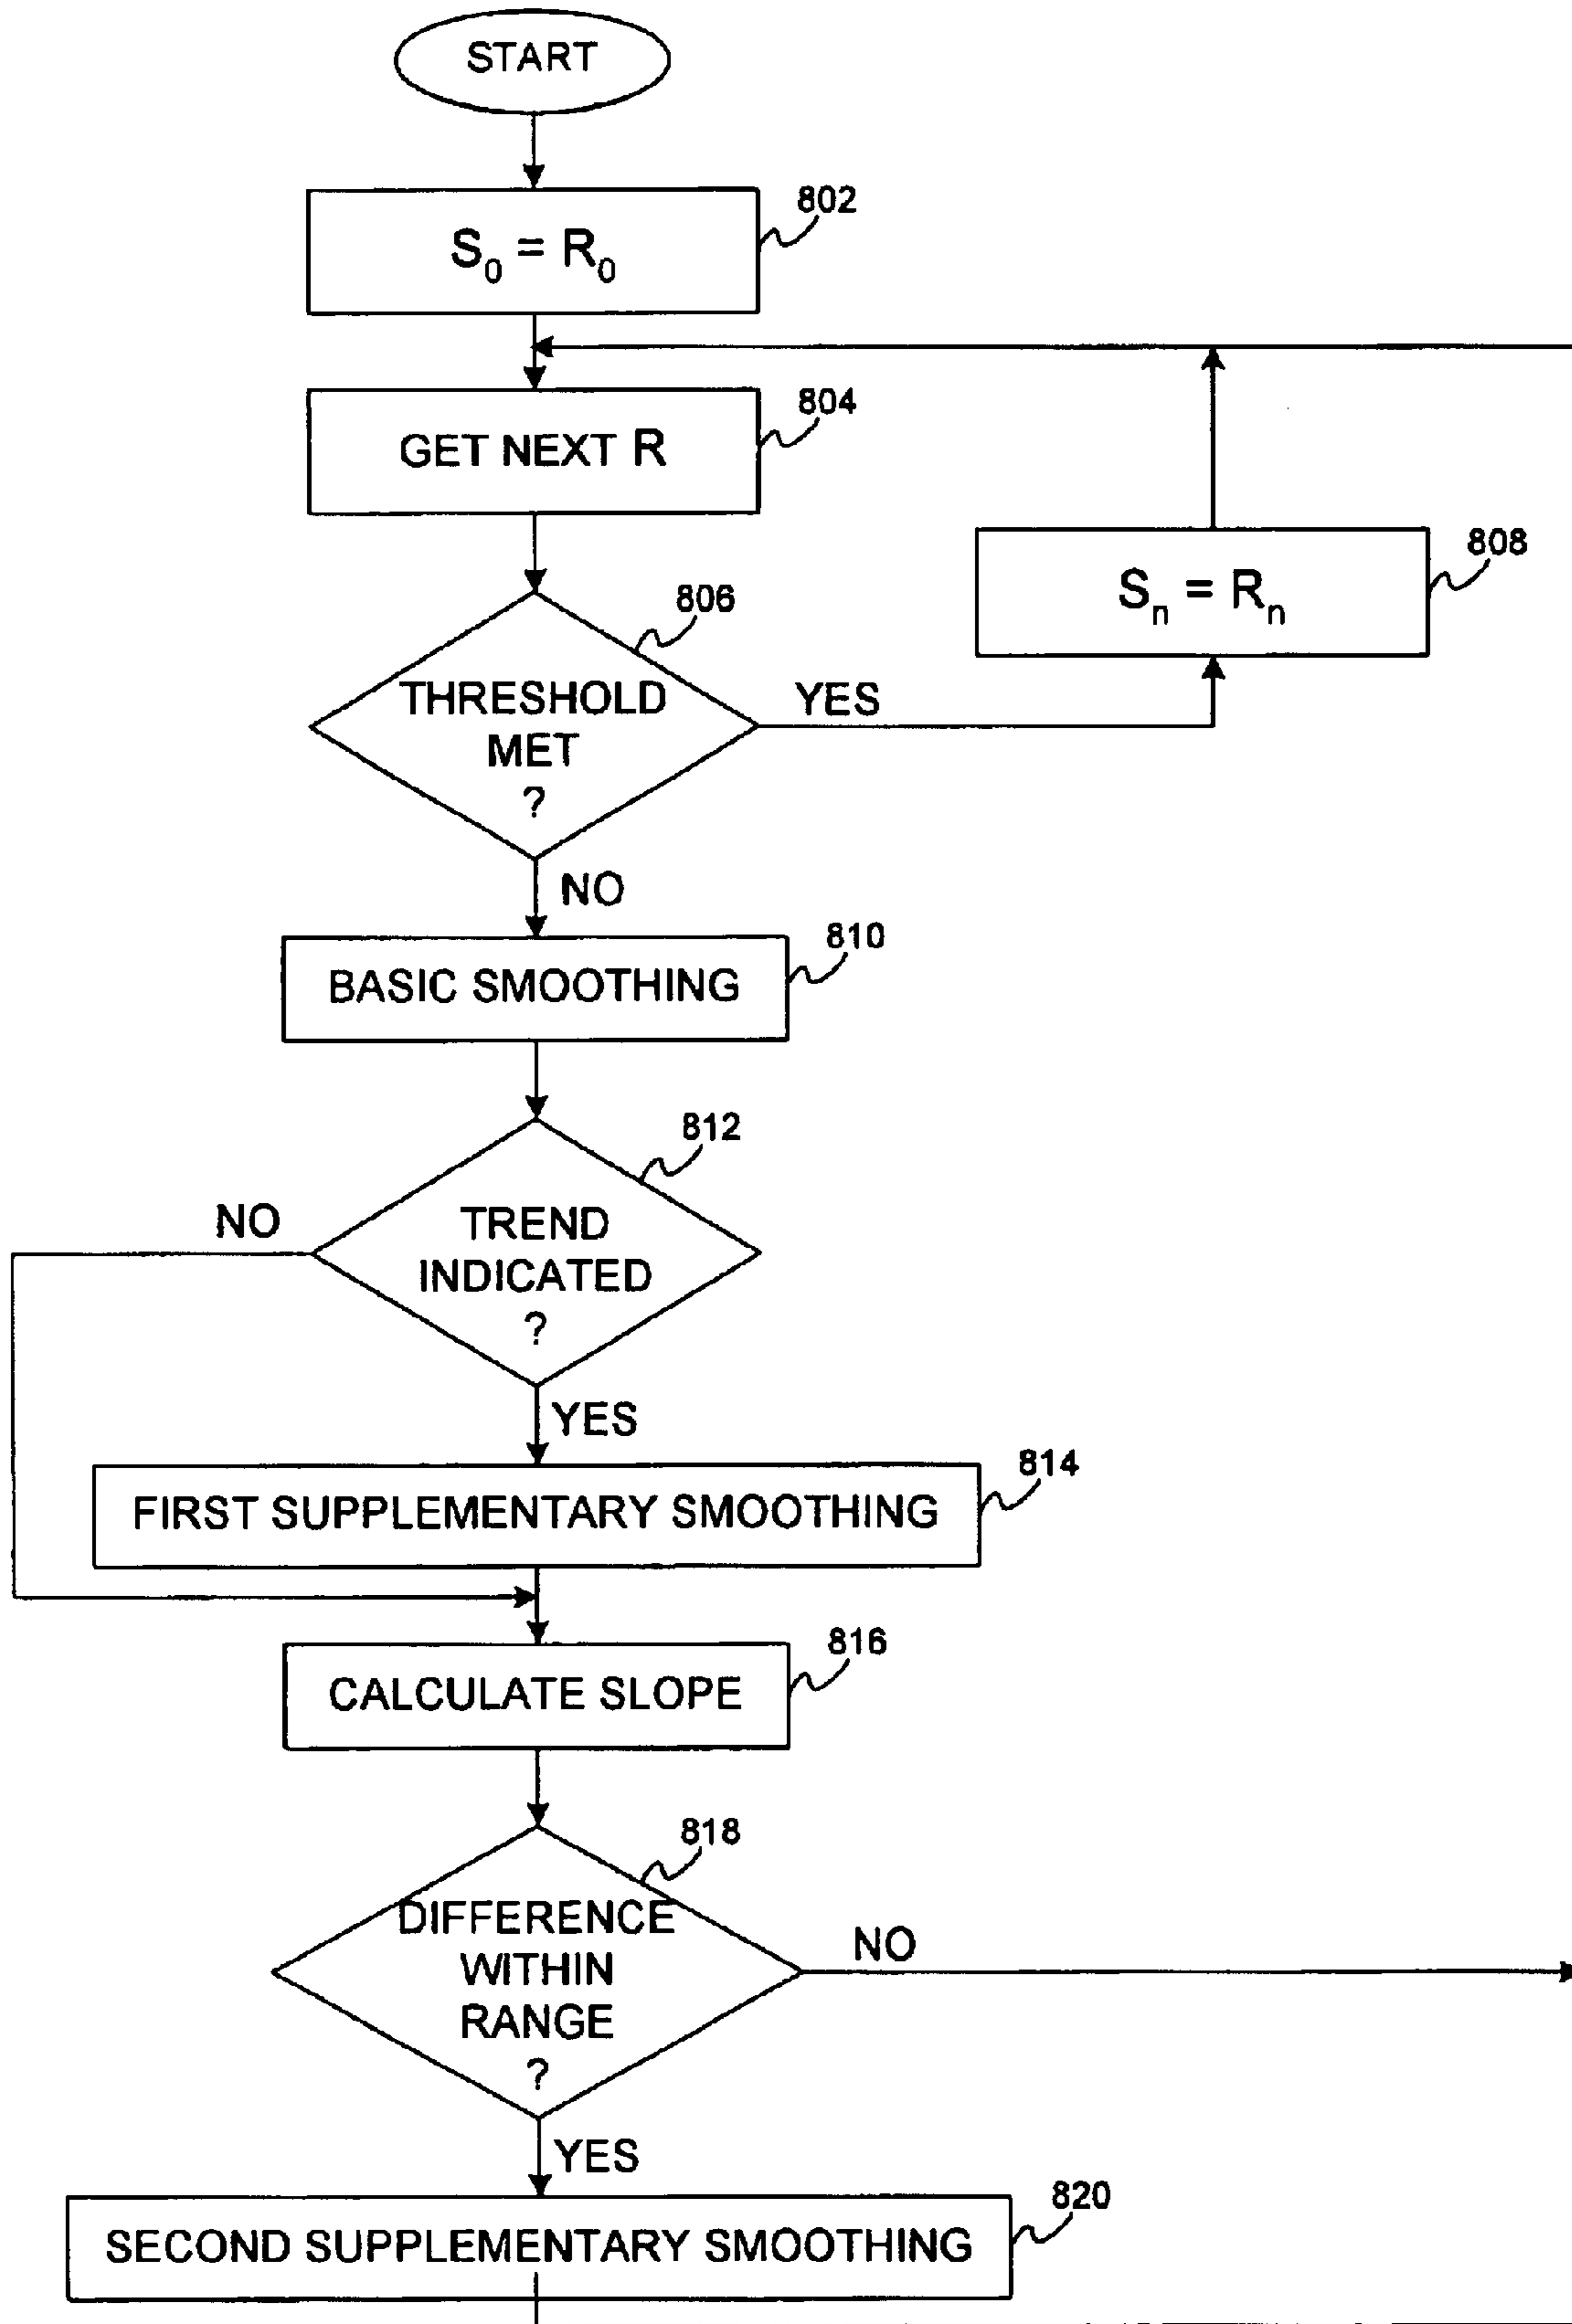 START
802
S₀ = R₀
804
GET NEXT R
808
Sₙ = Rₙ
806
THRESHOLD
MET
?
YES
NO
810
BASIC SMOOTHING
812
NO
TREND
INDICATED
?
YES
814
FIRST SUPPLEMENTARY SMOOTHING
816
CALCULATE SLOPE
818
DIFFERENCE
WITHIN
RANGE
?
NO
YES
820
SECOND SUPPLEMENTARY SMOOTHING